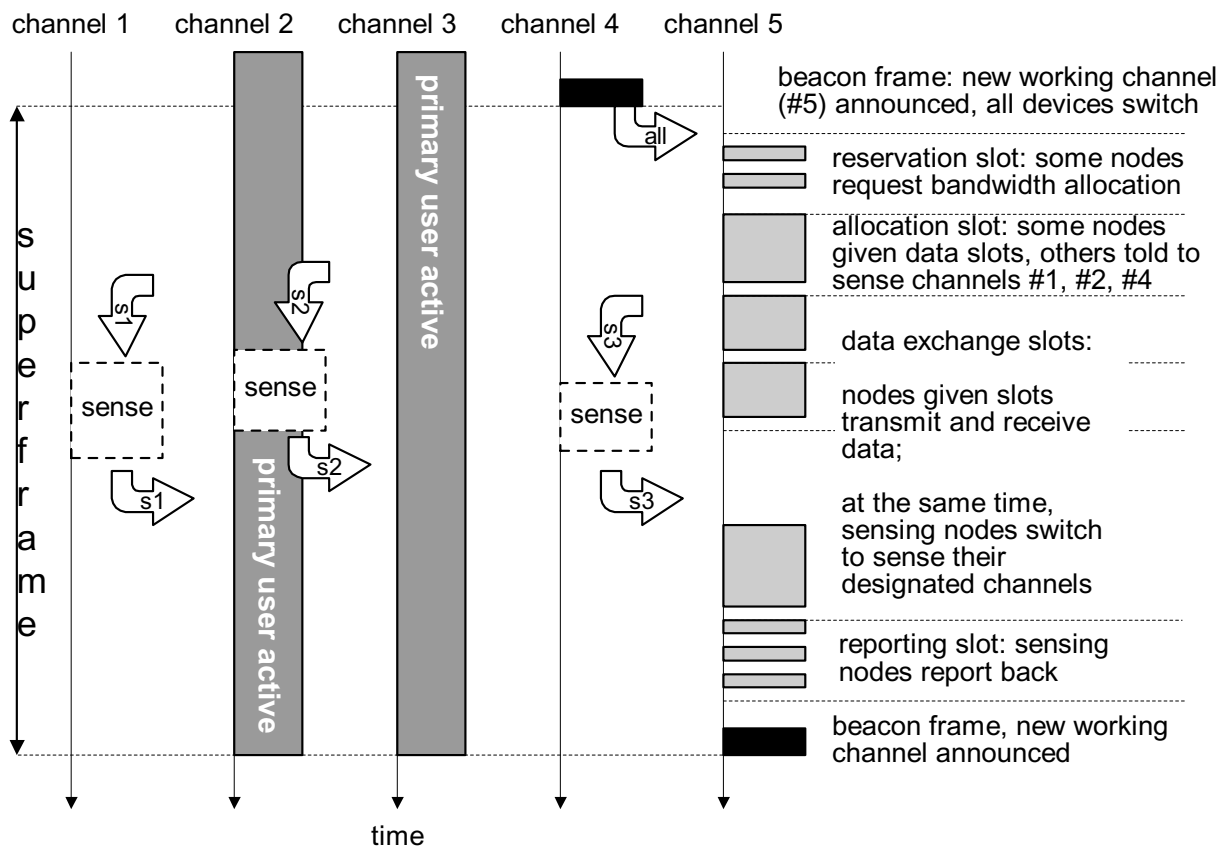 channel 1
channel 2
channel 3
channel 4
channel 5
beacon frame: new working channel
(#5) announced, all devices switch
all
primary user active
reservation slot: some nodes
request bandwidth allocation
superframe
allocation slot: some nodes
given data slots, others told to
sense channels #1, #2, #4
s1
s2
s3
data exchange slots:
sense
sense
sense
nodes given slots
transmit and receive
data;
s1
s2
s3
primary user active
at the same time,
sensing nodes switch
to sense their
designated channels
reporting slot: sensing
nodes report back
beacon frame, new working
channel announced
time